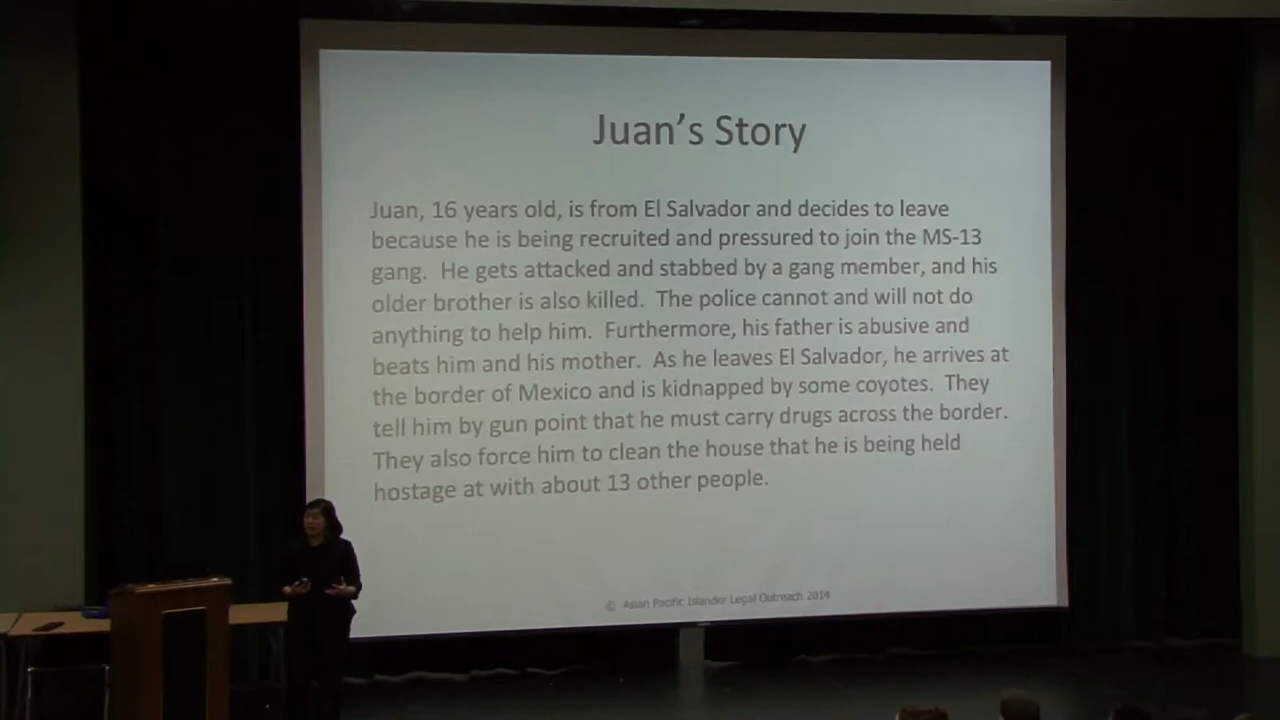 Juan's Story
Juan, 16 years old, is from El Salvador and decides to leave
because he is being recruited and pressured to join the MS-13
gang. He gets attacked and stabbed by a gang member, and his
older brother is also killed. The police cannot and will not do
anything to help him. Furthermore, his father is abusive and
beats him and his mother. As he leaves El Salvador, he arrives at
the border of Mexico and is kidnapped by some coyotes. They
tell him by gun point that he must carry drugs across the border.
They also force him to clean the house that he is being held
hostage at with about 13 other people.
© Asian Pacific Islander Legal Outreach 2014